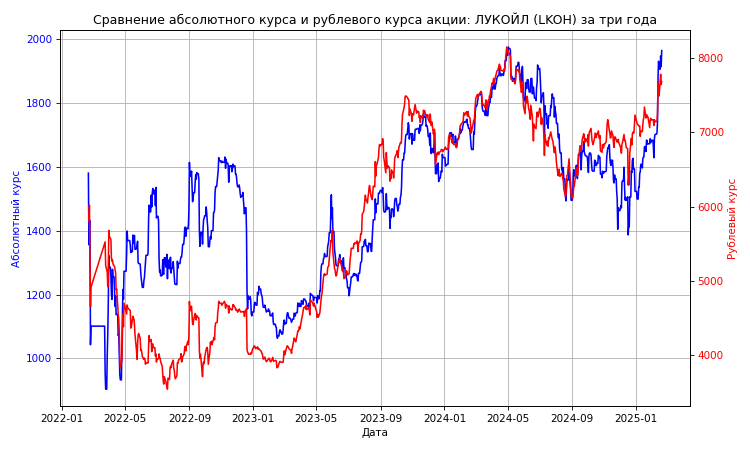 Сравнение абсолютного курса и рублевого курса акции: ЛУКОЙЛ (LKOH) за три года
2000
1800
1600
1400
1200
1000
Абсолютный курс
8000
7000
6000
5000
4000
Рублевый курс
2022-01 2022-05 2022-09 2023-01 2023-05 2023-09 2024-01 2024-05 2024-09 2025-01
Дата